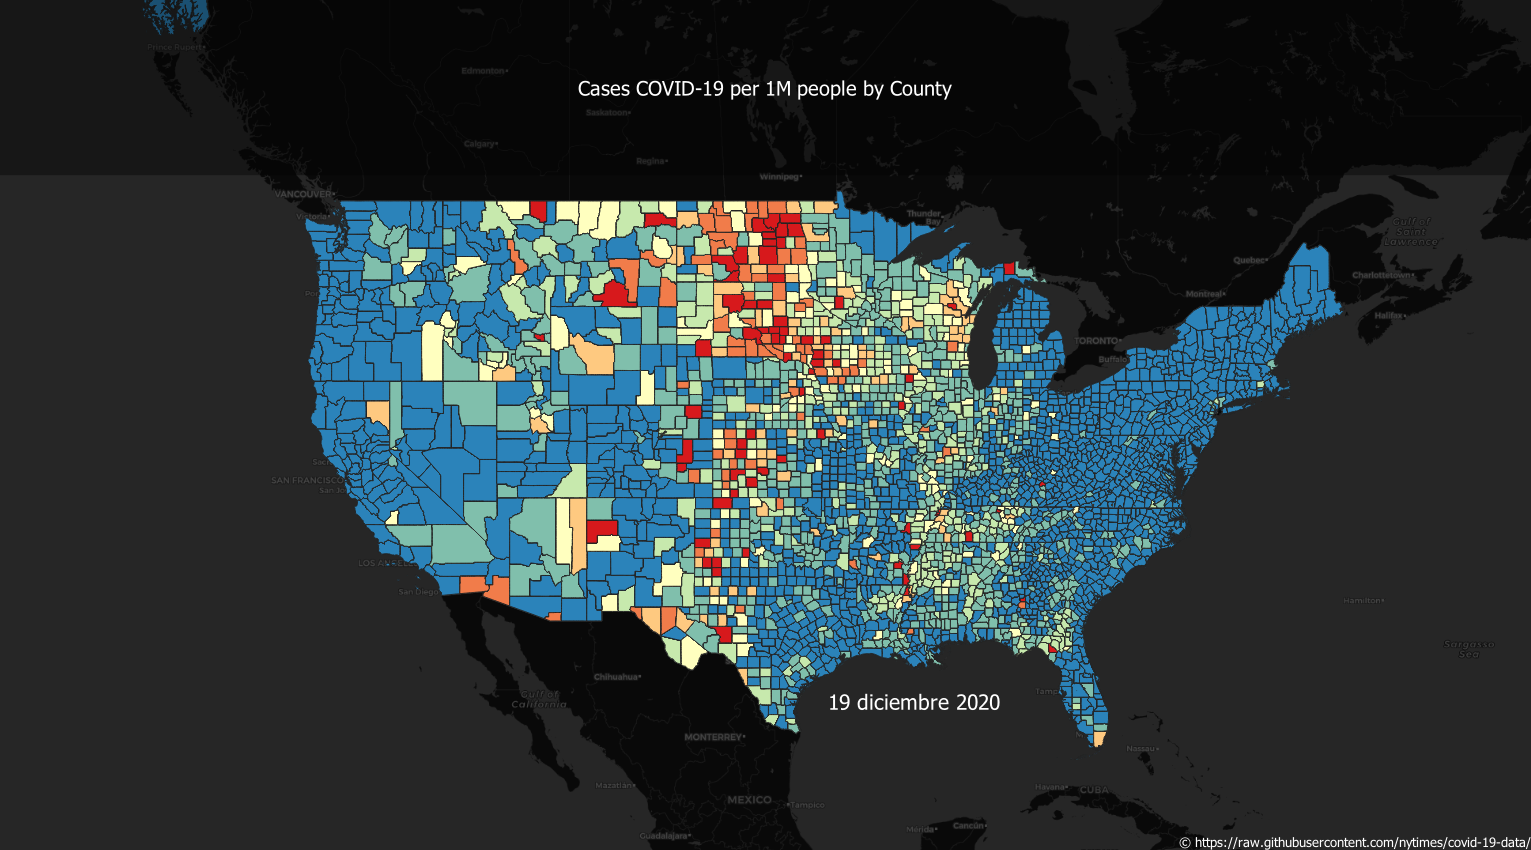 Prince Rupert
Edmonton
Cases COVID-19 per 1M people by County
Saskatoon
Calgary
Regina
Winnipeg
VANCOUVER
Victoria
Thunder
Bay
Gulf of
Saint
Lawrence
Quebec
Charlottetown
Montreal
Halifax
TORONTO
Buffalo
SAN FRANCISCO
LOS ANGELES
San Diego
Hamilton
Sargasso
Sea
Chihuahua
Gulf of
California
19 diciembre 2020
MONTERREY
Nassau
Mazatlan
MEXICO
Tampico
Havana
CUBA
Guadalajara
Mérida
Cancún
© https://raw.githubusercontent.com/nytimes/covid-19-data/